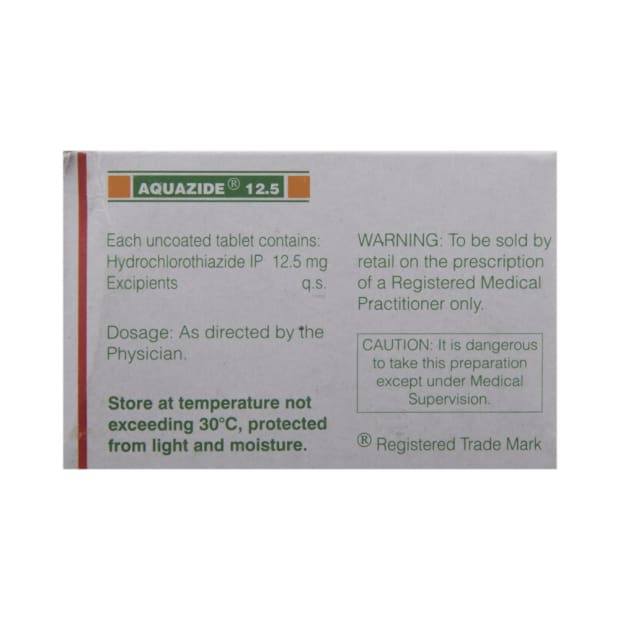 AQUAZIDE® 12.5
Each uncoated tablet contains:
Hydrochlorothiazide IP 12.5 mg
Excipients q.s.
Dosage: As directed by the
Physician.
Store at temperature not
exceeding 30°C, protected
from light and moisture.
WARNING: To be sold by
retail on the prescription
of a Registered Medical
Practitioner only.
CAUTION: It is dangerous
to take this preparation
except under Medical
Supervision.
® Registered Trade Mark